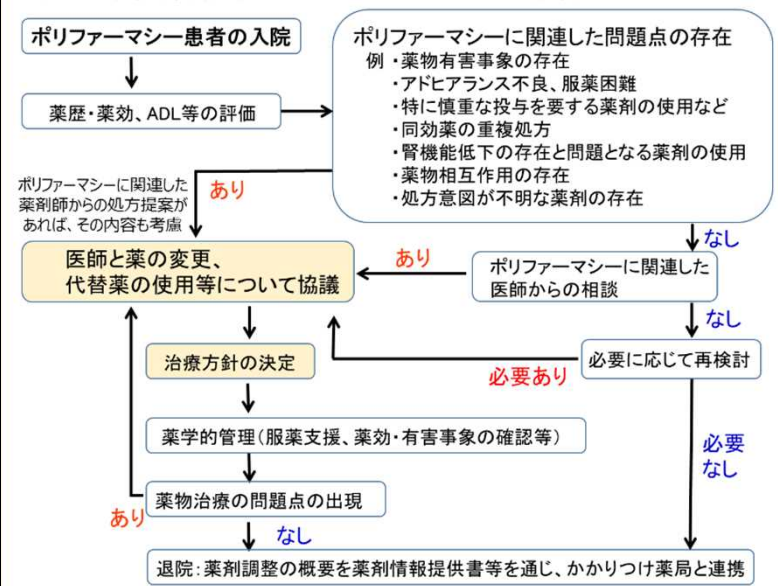 ポリファーマシー患者の入院
薬歴・薬効、ADL等の評価
ポリファーマシーに関連した問題点の存在
例・薬物有害事象の存在
・アドヒアランス不良、服薬困難
・特に慎重な投与を要する薬剤の使用など
・同効薬の重複処方
・腎機能低下の存在と問題となる薬剤の使用
・薬物相互作用の存在
・処方意図が不明な薬剤の存在
ポリファーマシーに関連した
薬剤師からの処方提案が
あれば、その内容も考慮
あり
なし
医師と薬の変更、
代替薬の使用等について協議
あり
ポリファーマシーに関連した
医師からの相談
なし
治療方針の決定
必要に応じて再検討
必要あり
薬学的管理（服薬支援、薬効・有害事象の確認等）
必要
なし
薬物治療の問題点の出現
あり
なし
退院：薬剤調整の概要を薬剤情報提供書等を通じ、かかりつけ薬局と連携